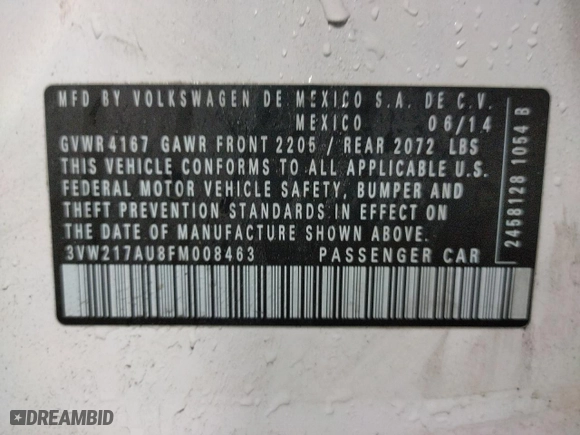 MFD BY VOLKSWAGEN DE MEXICO S.A. DE C.V.
MEXICO 06/14
GVWR 4167 GAWR FRONT 2205 / REAR 2072 LBS
THIS VEHICLE CONFORMS TO ALL APPLICABLE U.S.
FEDERAL MOTOR VEHICLE SAFETY, BUMPER AND
THEFT PREVENTION STANDARDS IN EFFECT ON
THE DATE OF MANUFACTURE SHOWN ABOVE.
3VW217AU8FM008463 PASSENGER CAR
2458128 1054 B
DREAMBID